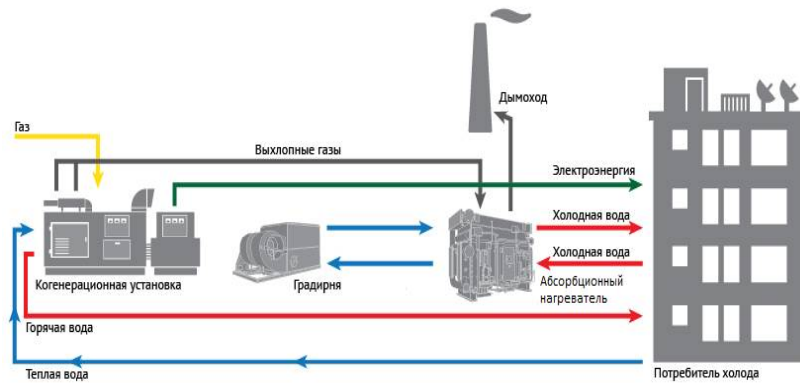 Дымоход
Газ
Выхлопные газы
Электроэнергия
Холодная вода
Холодная вода
Когенерационная установка
Градирня
Абсорбционный
нагреватель
Горячая вода
Теплая вода
Потребитель холода